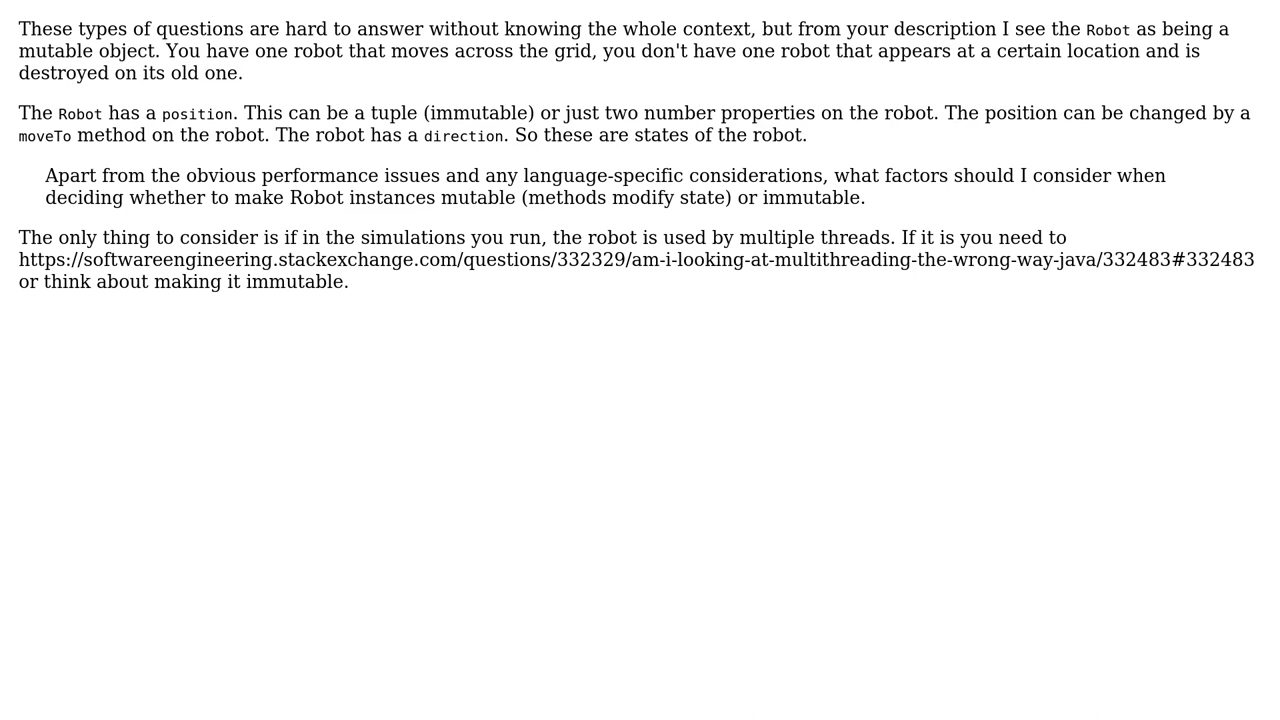 These types of questions are hard to answer without knowing the whole context, but from your description I see the Robot as being a
mutable object. You have one robot that moves across the grid, you don't have one robot that appears at a certain location and is
destroyed on its old one.
The Robot has a position. This can be a tuple (immutable) or just two number properties on the robot. The position can be changed by a
moveTo method on the robot. The robot has a direction. So these are states of the robot.
Apart from the obvious performance issues and any language-specific considerations, what factors should I consider when
deciding whether to make Robot instances mutable (methods modify state) or immutable.
The only thing to consider is if in the simulations you run, the robot is used by multiple threads. If it is you need to
https://softwareengineering.stackexchange.com/questions/332329/am-i-looking-at-multithreading-the-wrong-way-java/332483#332483
or think about making it immutable.